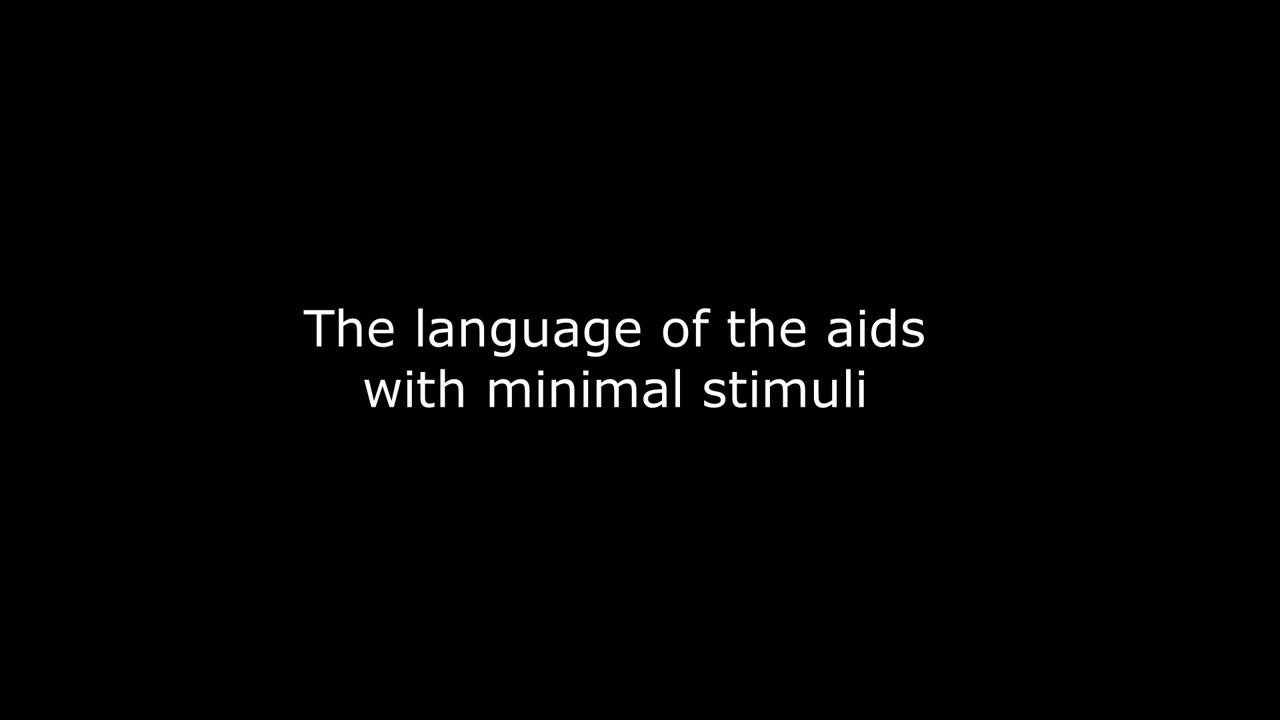 The language of the aids
with minimal stimuli